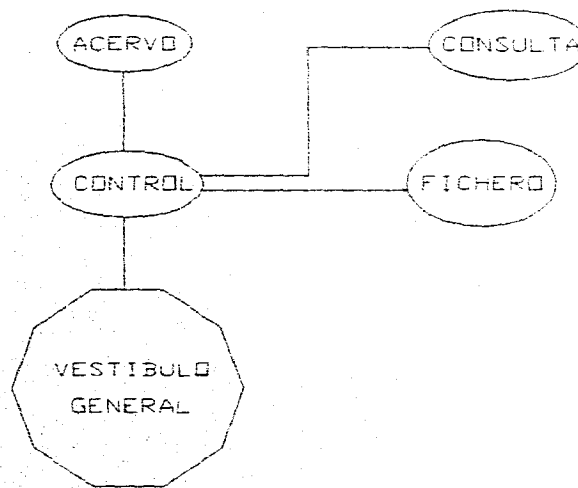 ACERVO
CONSULTA
CONTROL
FICHERO
VESTIBULO
GENERAL